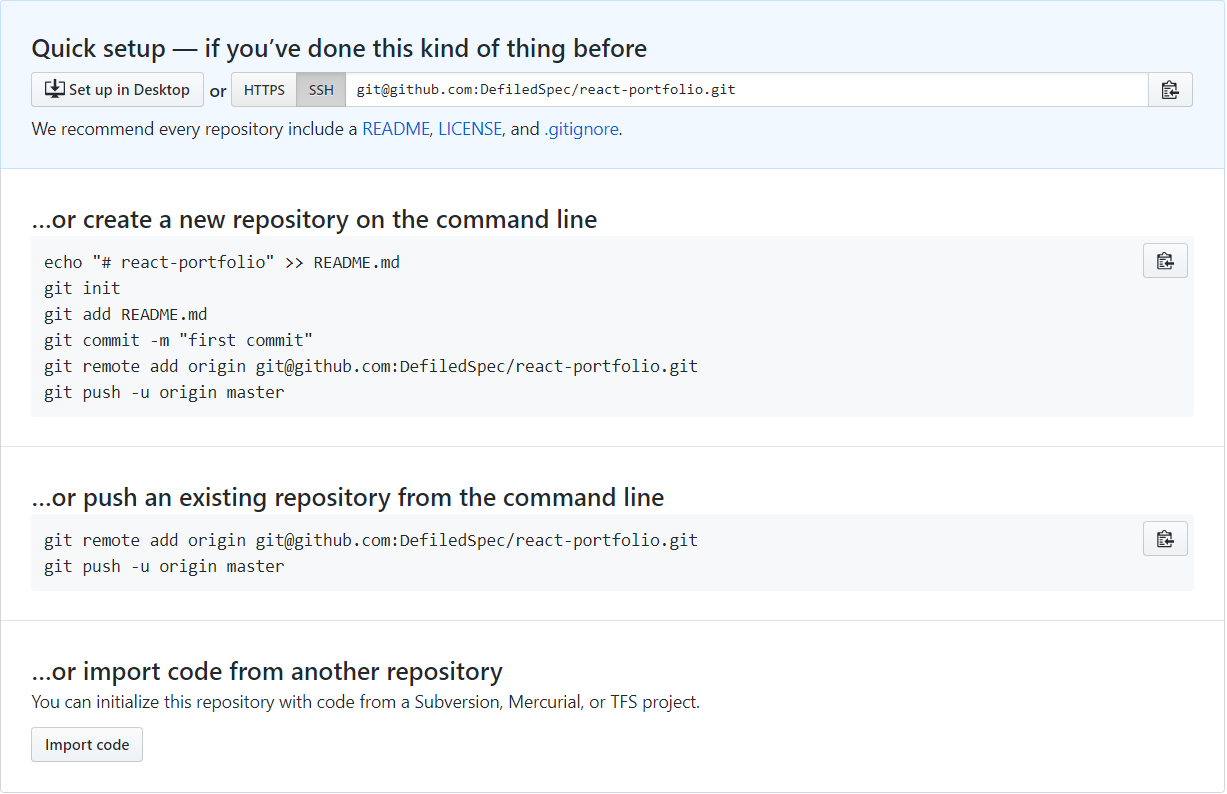 Quick setup — if you’ve done this kind of thing before
Set up in Desktop or HTTPS SSH git@github.com:DefiledSpec/react-portfolio.git
We recommend every repository include a README, LICENSE, and .gitignore.
…or create a new repository on the command line
echo "# react-portfolio" >> README.md
git init
git add README.md
git commit -m "first commit"
git remote add origin git@github.com:DefiledSpec/react-portfolio.git
git push -u origin master
…or push an existing repository from the command line
git remote add origin git@github.com:DefiledSpec/react-portfolio.git
git push -u origin master
…or import code from another repository
You can initialize this repository with code from a Subversion, Mercurial, or TFS project.
Import code